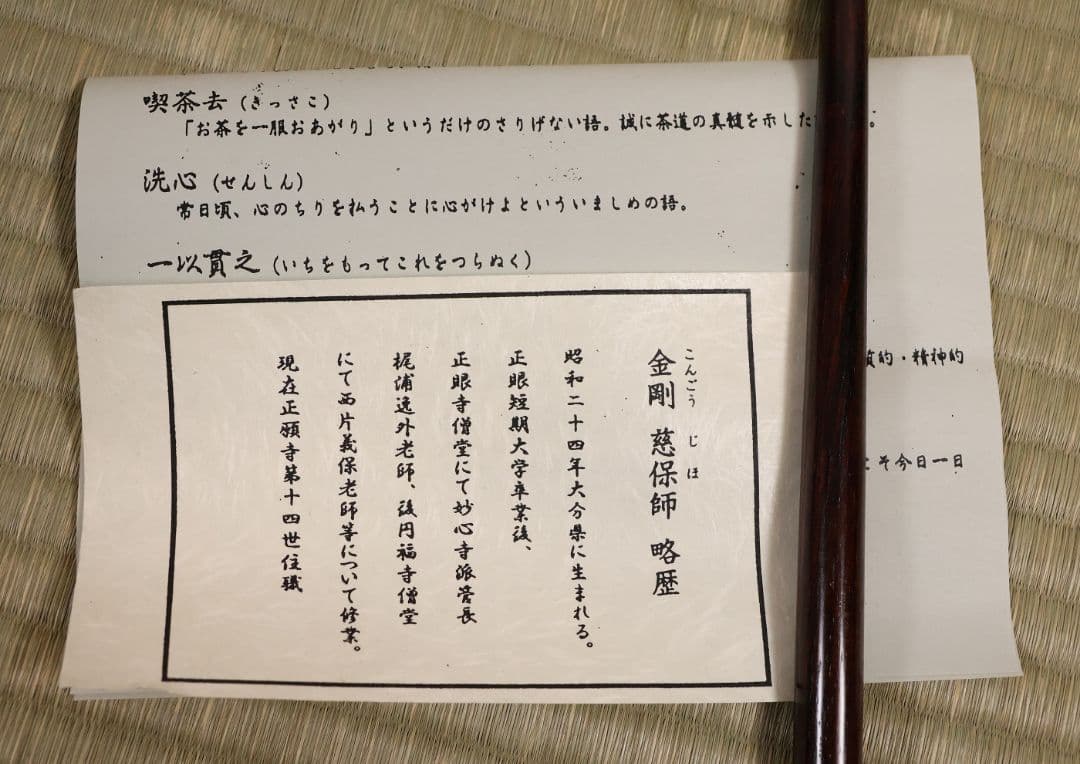 喫茶去（きっさこ）
「お茶を一服おあがり」というだけのさりげない語。誠に茶道の真髄を示した
洗心（せんしん）
常日頃、心のちりを払うことに心がけよといういましめの語。
一以貫之（いちをもってこれをつらぬく）
的・精神的
こそ今日一日
こんごう じほ
金剛 慈保師 略歴
昭和二十四年大分県に生まれる。
正眼短期大学卒業後、
正眼寺僧堂にて妙心寺派管長
梶浦逸外老師、後円福寺僧堂
にて西片義保老師等について修業。
現在正願寺第十四世住職